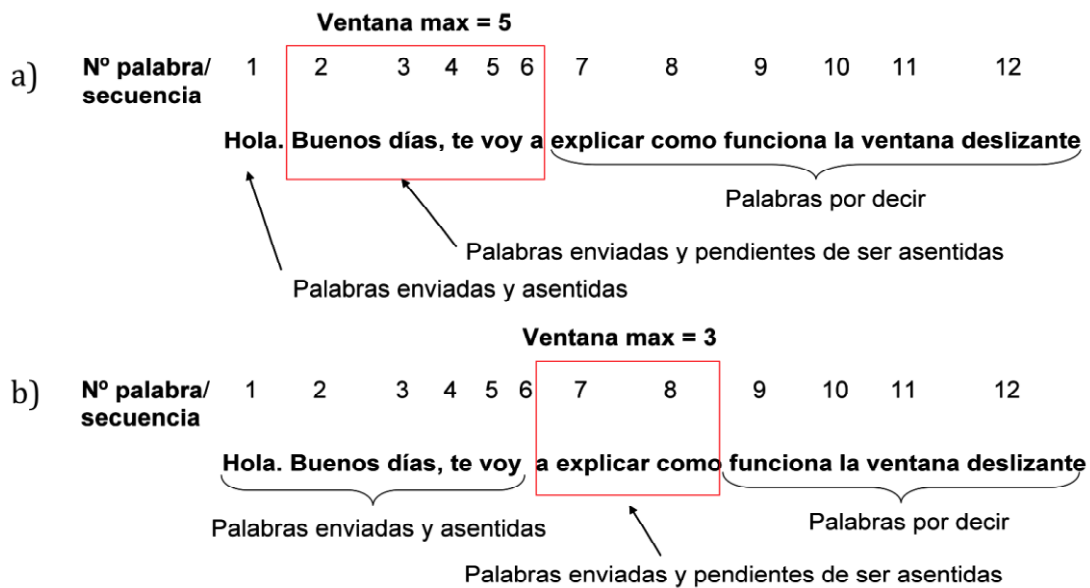 Ventana max = 5
a) Nº palabra/ 1 2 3 4 5 6 7 8 9 10 11 12
secuencia
Hola. Buenos días, te voy a explicar como funciona la ventana deslizante
Palabras por decir
Palabras enviadas y pendientes de ser asentidas
Palabras enviadas y asentidas
Ventana max = 3
b) Nº palabra/ 1 2 3 4 5 6 7 8 9 10 11 12
secuencia
Hola. Buenos días, te voy a explicar como funciona la ventana deslizante
Palabras enviadas y asentidas Palabras por decir
Palabras enviadas y pendientes de ser asentidas